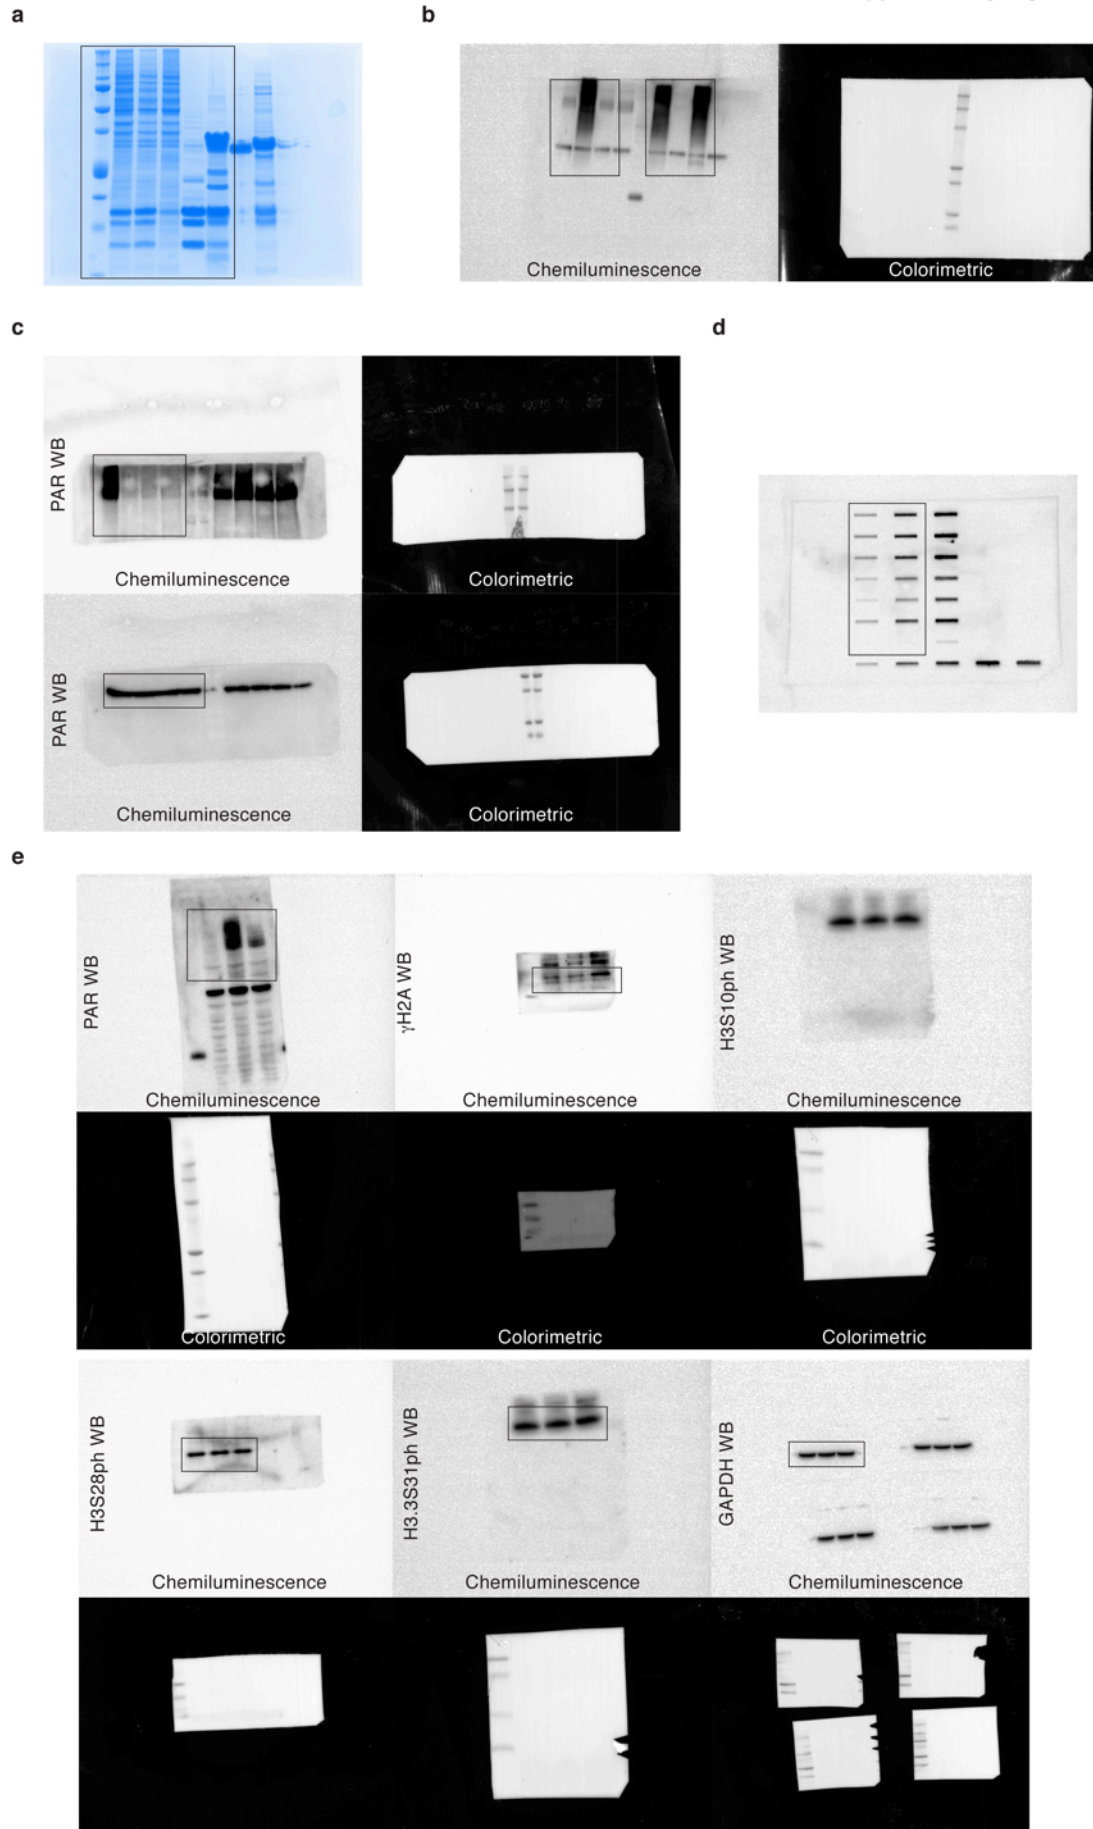 a
b
Chemiluminescence
Colorimetric
c
d
PAR WB
Chemiluminescence
Colorimetric
PAR WB
Chemiluminescence
Colorimetric
e
PAR WB
γH2A WB
H3S10ph WB
Chemiluminescence
Chemiluminescence
Chemiluminescence
Colorimetric
Colorimetric
Colorimetric
H3S28ph WB
H3.3S31ph WB
GAPDH WB
Chemiluminescence
Chemiluminescence
Chemiluminescence